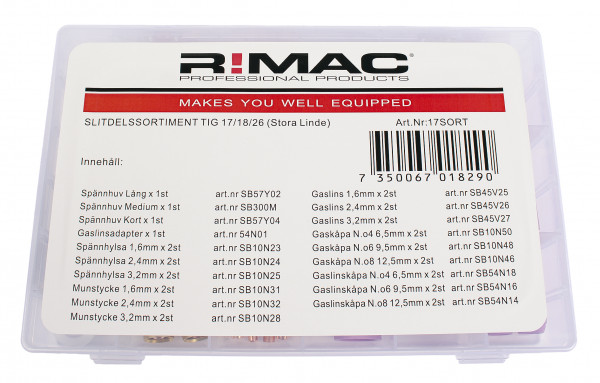 R!MAC®
PROFESSIONAL PRODUCTS
MAKES YOU WELL EQUIPPED
SLITDELSSORTIMENT TIG 17/18/26 (Stora Linde)
Art.Nr:17SORT
7 350067 018290
Innehåll:
Spännhuv Lång x 1st art.nr SB57Y02
Spännhuv Medium x 1st art.nr SB300M
Spännhuv Kort x 1st art.nr SB57Y04
Gaslinsadapter x 1st art.nr 54N01
Spännhylsa 1,6mm x 2st art.nr SB10N23
Spännhylsa 2,4mm x 2st art.nr SB10N24
Spännhylsa 3,2mm x 2st art.nr SB10N25
Munstycke 1,6mm x 2st art.nr SB10N31
Munstycke 2,4mm x 2st art.nr SB10N32
Munstycke 3,2mm x 2st art.nr SB10N28
Gaslins 1,6mm x 2st art.nr SB45V25
Gaslins 2,4mm x 2st art.nr SB45V26
Gaslins 3,2mm x 2st art.nr SB45V27
Gaskåpa N.o4 6,5mm x 2st art.nr SB10N50
Gaskåpa N.o6 9,5mm x 2st art.nr SB10N48
Gaskåpa N.o8 12,5mm x 2st art.nr SB10N46
Gaslinskåpa N.o4 6,5mm x 2st art.nr SB54N18
Gaslinskåpa N.o6 9,5mm x 2st art.nr SB54N16
Gaslinskåpa N.o8 12,5mm x 2st art.nr SB54N14